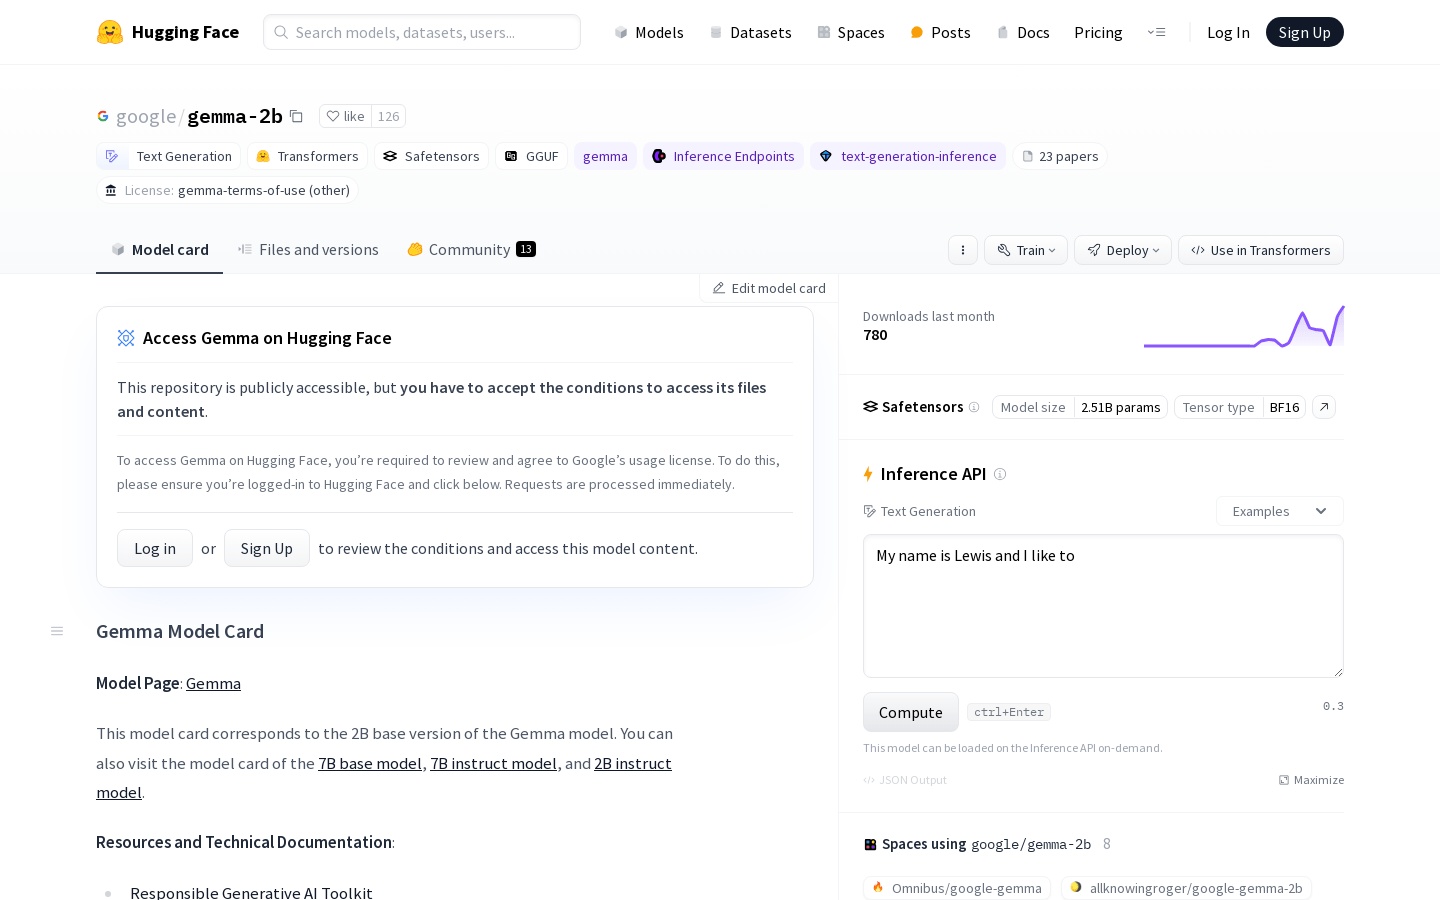 Hugging Face
Search models, datasets, users...
Models
Datasets
Spaces
Posts
Docs
Pricing
Log In
Sign Up
google/gemma-2b
like 126
Text Generation
Transformers
Safetensors
GGUF
gemma
Inference Endpoints
text-generation-inference
23 papers
License: gemma-terms-of-use (other)
Model card
Files and versions
Community 13
Train
Deploy
Use in Transformers
Edit model card
Access Gemma on Hugging Face
This repository is publicly accessible, but you have to accept the conditions to access its files
and content.
To access Gemma on Hugging Face, you’re required to review and agree to Google’s usage license. To do this,
please ensure you’re logged-in to Hugging Face and click below. Requests are processed immediately.
Log in or Sign Up to review the conditions and access this model content.
Gemma Model Card
Model Page: Gemma
This model card corresponds to the 2B base version of the Gemma model. You can
also visit the model card of the 7B base model, 7B instruct model, and 2B instruct
model.
Resources and Technical Documentation:
Responsible Generative AI Toolkit
Downloads last month
780
Safetensors
Model size 2.51B params
Tensor type BF16
Inference API
Text Generation
Examples
My name is Lewis and I like to
Compute
ctrl+Enter
0.3
This model can be loaded on the Inference API on-demand.
JSON Output
Maximize
Spaces using google/gemma-2b 8
Omnibus/google-gemma
allknowingroger/google-gemma-2b